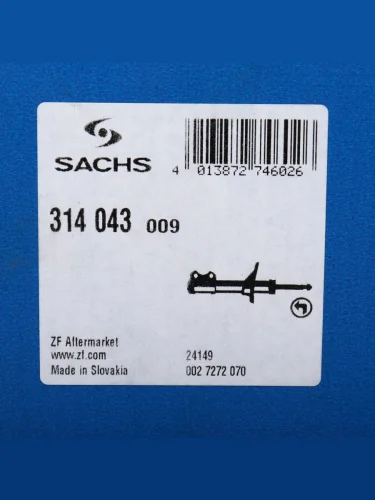 SACHS
4 013872 746026
314 043 009
ZF Aftermarket
www.zf.com
Made in Slovakia
24149
002 7272 070